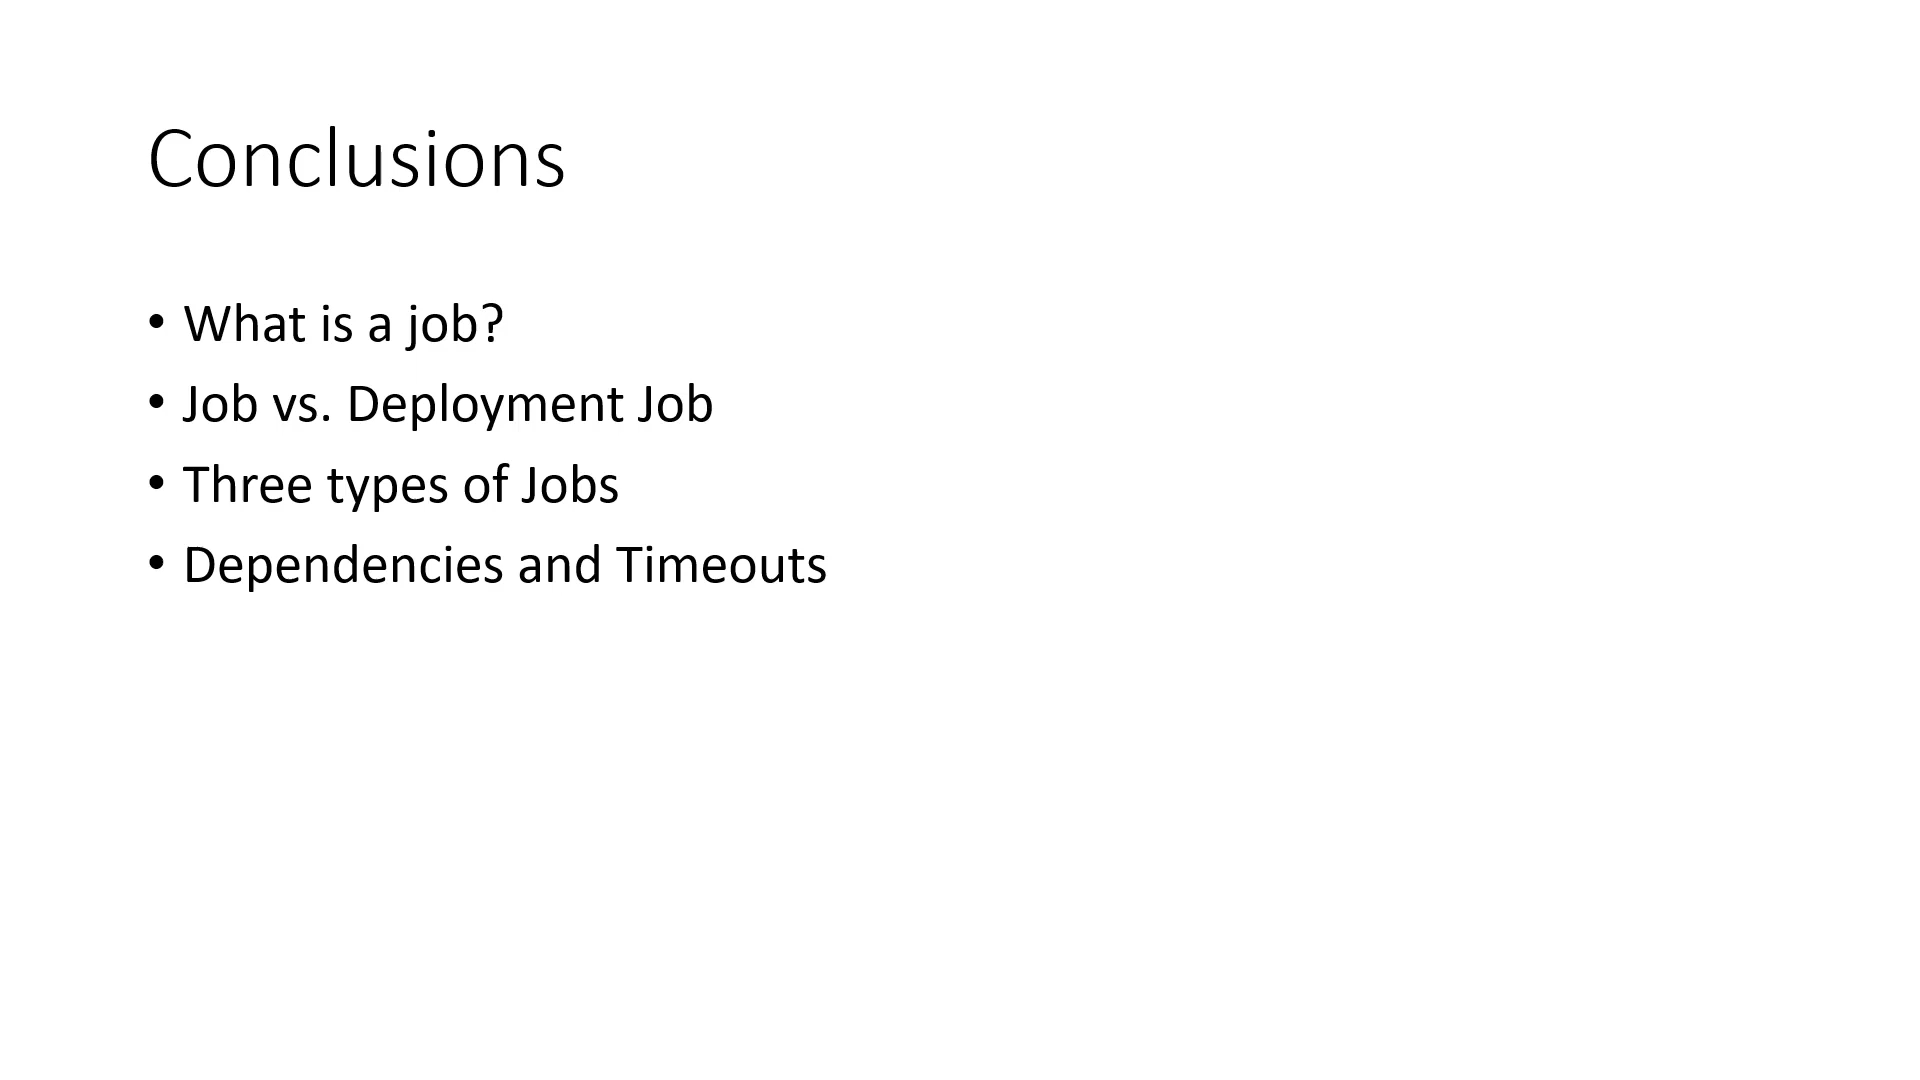 Conclusions
• What is a job?
• Job vs. Deployment Job
• Three types of Jobs
• Dependencies and Timeouts